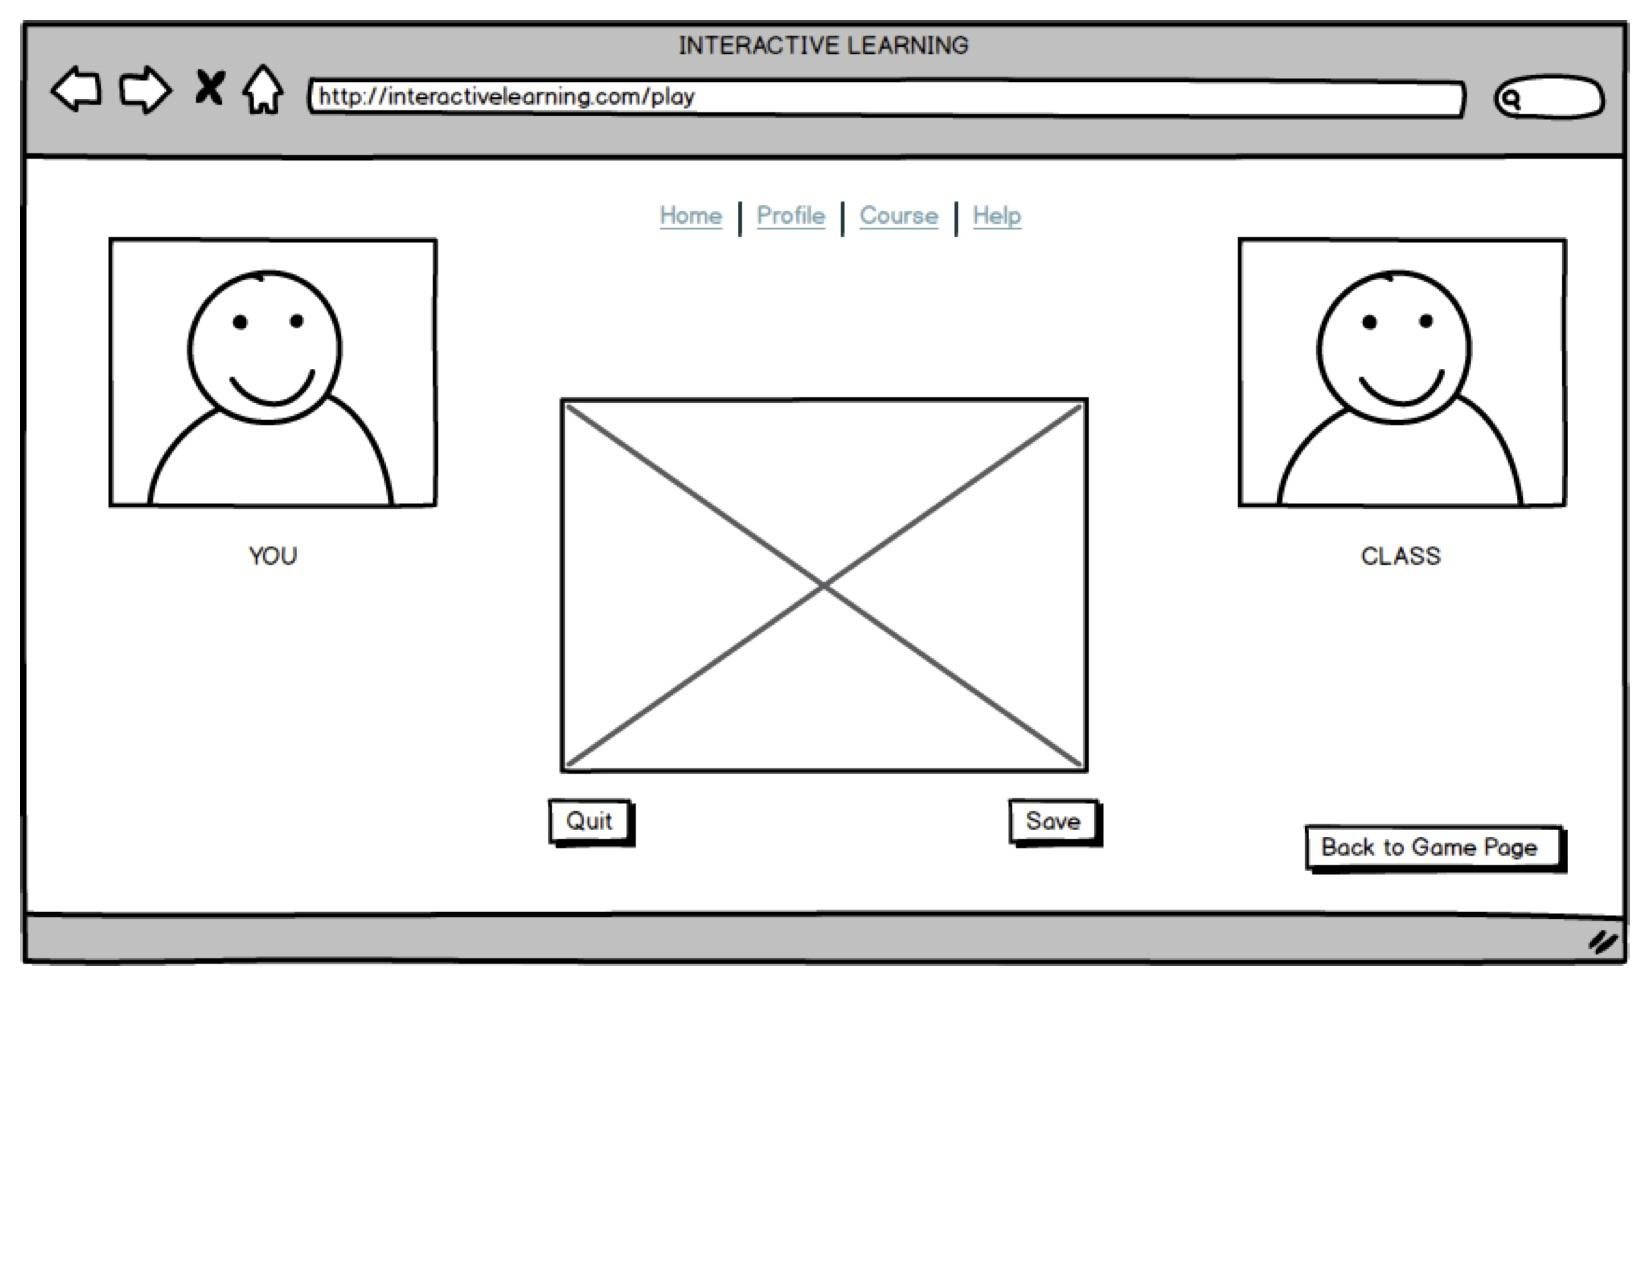 INTERACTIVE LEARNING
http://interactivelearning.com/play
Home | Profile | Course | Help
YOU
CLASS
Quit
Save
Back to Game Page